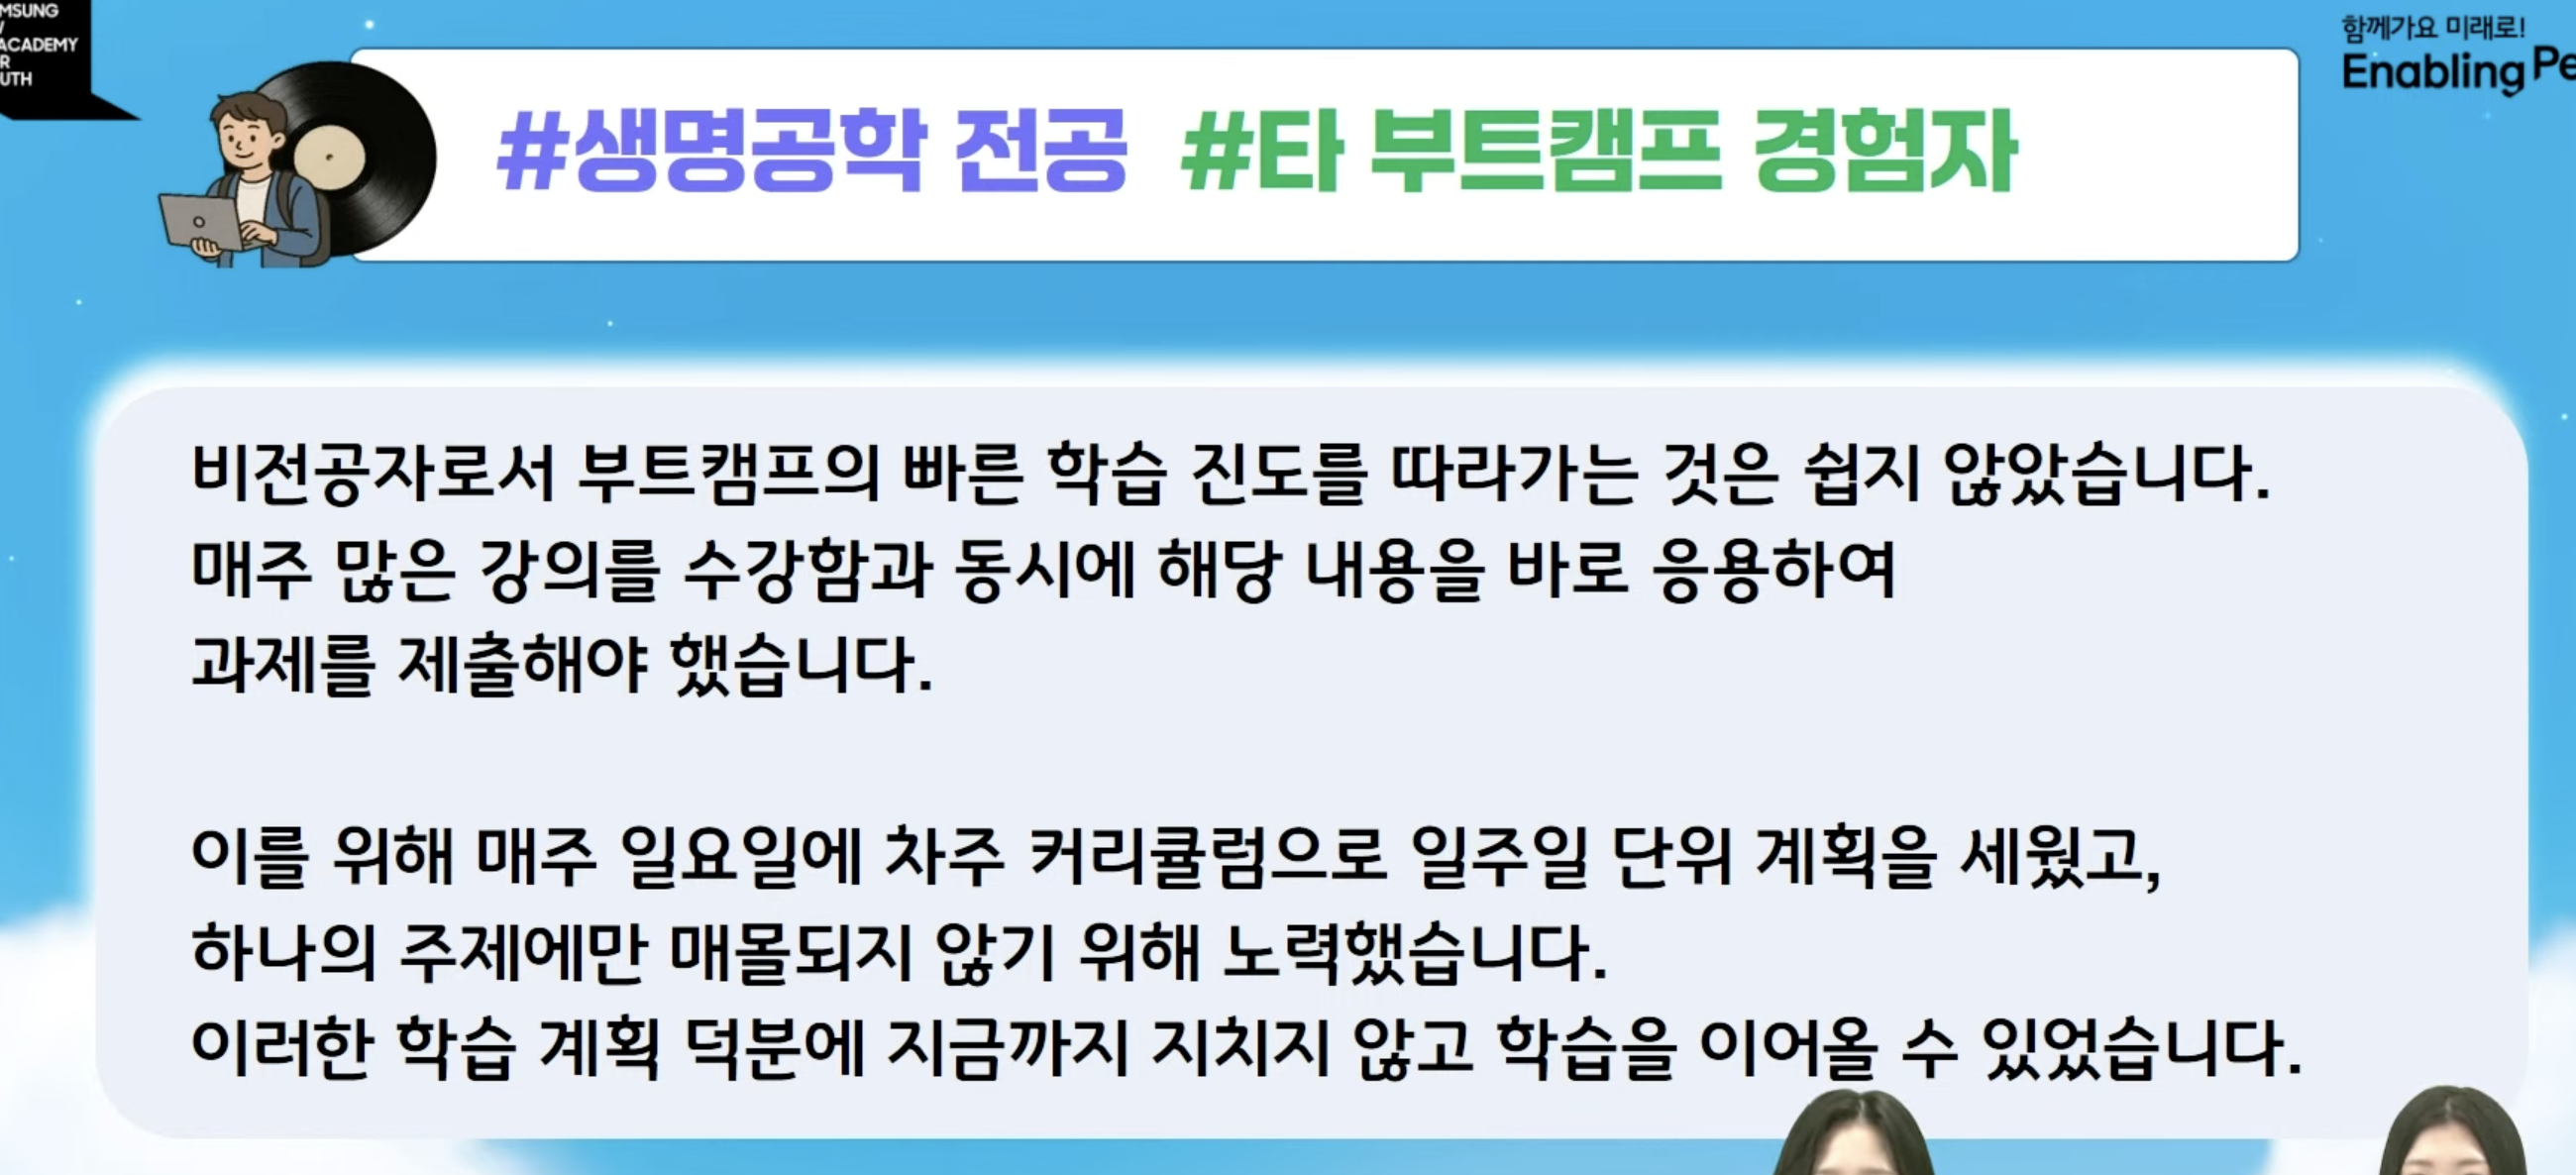 MSUNG
ACADEMY
R
UTH
함께가요 미래로!
Enabling Pe
#생명공학 전공 #타 부트캠프 경험자
비전공자로서 부트캠프의 빠른 학습 진도를 따라가는 것은 쉽지 않았습니다.
매주 많은 강의를 수강함과 동시에 해당 내용을 바로 응용하여
과제를 제출해야 했습니다.
이를 위해 매주 일요일에 차주 커리큘럼으로 일주일 단위 계획을 세웠고,
하나의 주제에만 매몰되지 않기 위해 노력했습니다.
이러한 학습 계획 덕분에 지금까지 지치지 않고 학습을 이어올 수 있었습니다.